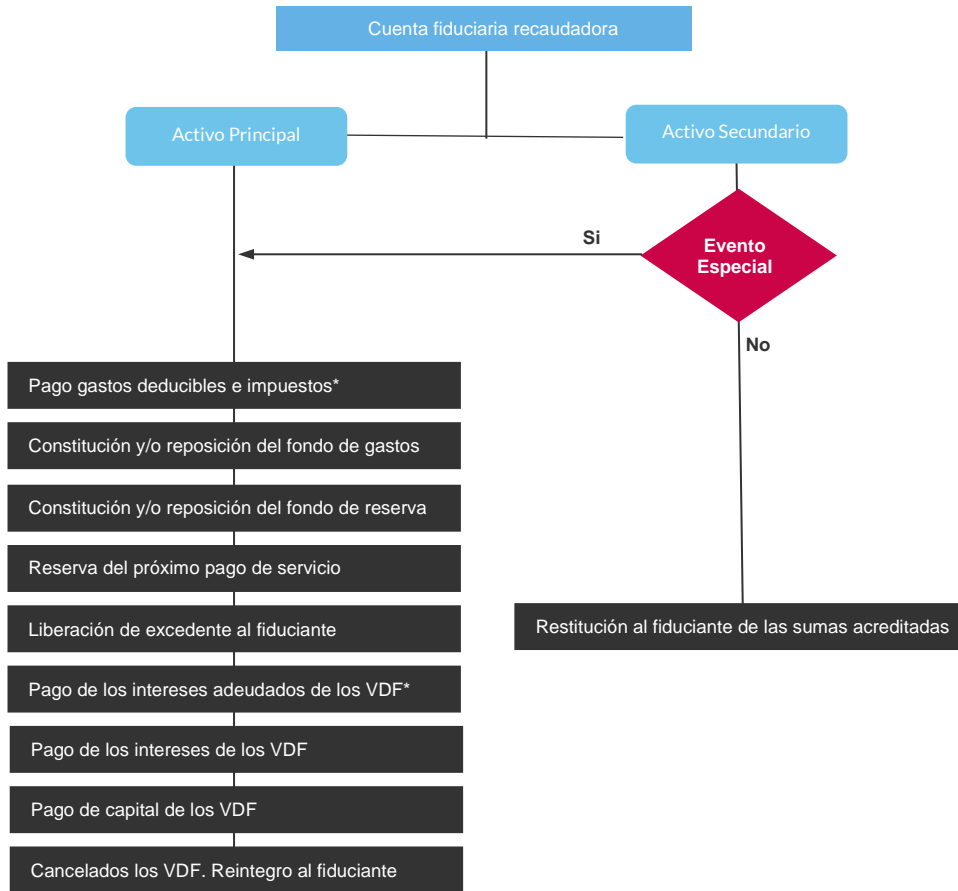 Cuenta fiduciaria recaudadora
Activo Principal
Activo Secundario
Si
Evento
Especial
No
Pago gastos deducibles e impuestos*
Constitución y/o reposición del fondo de gastos
Constitución y/o reposición del fondo de reserva
Reserva del próximo pago de servicio
Liberación de excedente al fiduciante
Restitución al fiduciante de las sumas acreditadas
Pago de los intereses adeudados de los VDF*
Pago de los intereses de los VDF
Pago de capital de los VDF
Cancelados los VDF. Reintegro al fiduciante